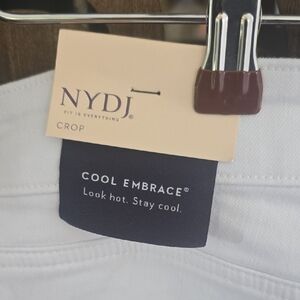 NYDJ®
FIT IS EVERYTHING
CROP
COOL EMBRACE®
Look hot. Stay cool.